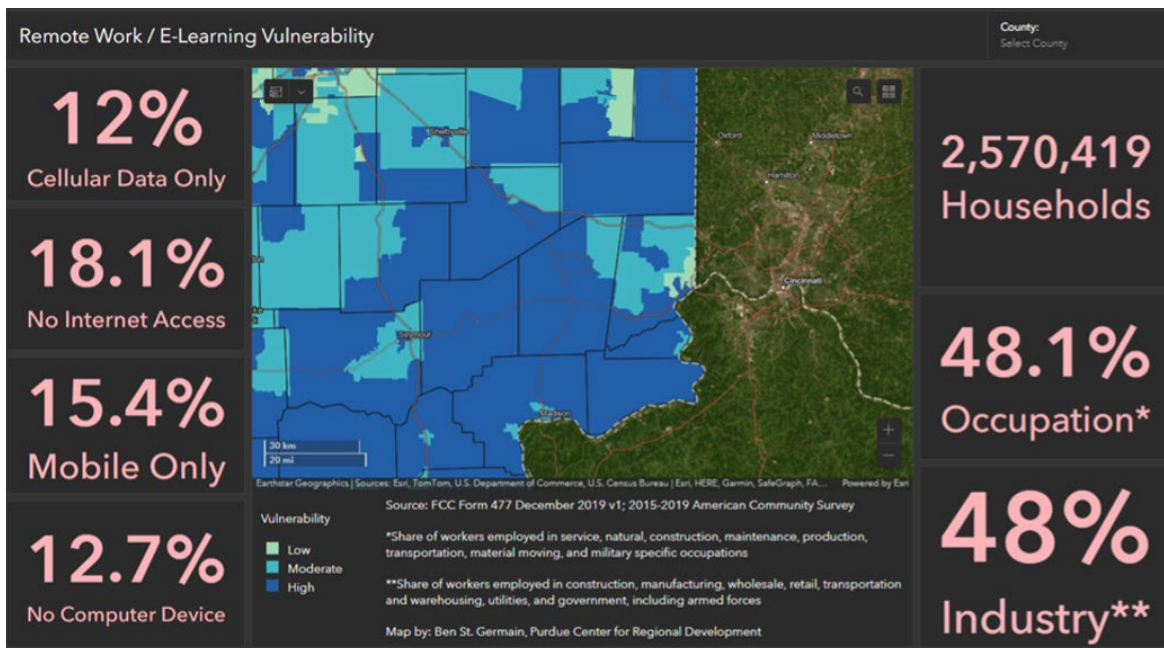 Remote Work / E-Learning Vulnerability
County:
Select County
12%
Cellular Data Only
18.1%
No Internet Access
15.4%
Mobile Only
12.7%
No Computer Device
Shelbyville
Seymour
Madison
Oxford
Middletown
Hamilton
Cincinnati
30 km
20 mi
+
−
Earthstar Geographics | Sources: Esri, TomTom, U.S. Department of Commerce, U.S. Census Bureau | Esri, HERE, Garmin, SafeGraph, FA... Powered by Esri
Vulnerability
Low
Moderate
High
Source: FCC Form 477 December 2019 v1; 2015-2019 American Community Survey
*Share of workers employed in service, natural, construction, maintenance, production,
transportation, material moving, and military specific occupations
**Share of workers employed in construction, manufacturing, wholesale, retail, transportation
and warehousing, utilities, and government, including armed forces
Map by: Ben St. Germain, Purdue Center for Regional Development
2,570,419
Households
48.1%
Occupation*
48%
Industry**